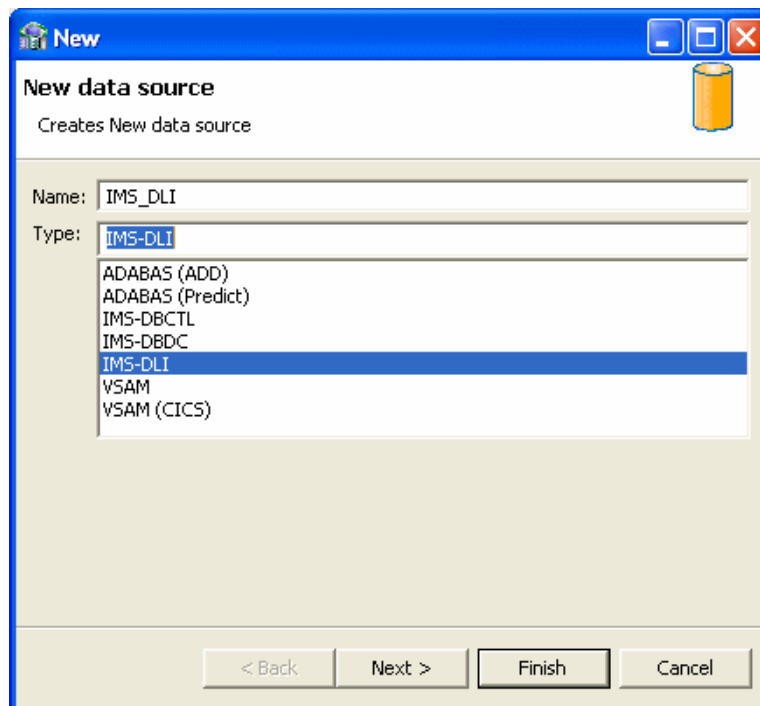 New
New data source
Creates New data source
Name: IMS_DLI
Type: IMS-DLI
ADABAS (ADD)
ADABAS (Predict)
IMS-DBCTL
IMS-DBDC
IMS-DLI
VSAM
VSAM (CICS)
< Back Next > Finish Cancel